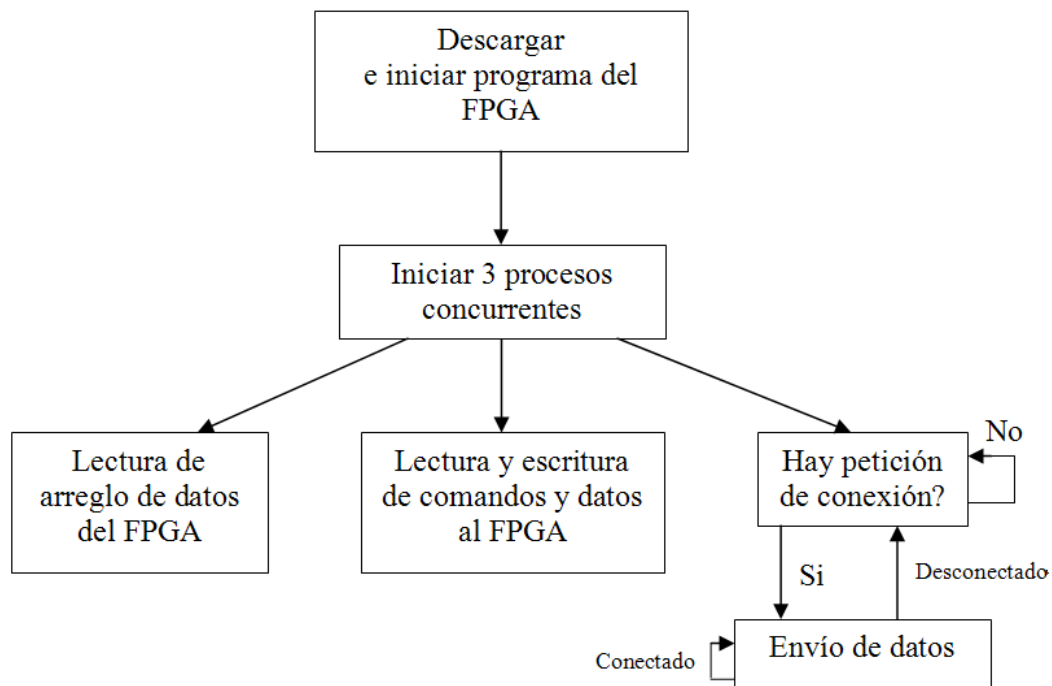 Descargar
e iniciar programa del
FPGA
Iniciar 3 procesos
concurrentes
Lectura de
arreglo de datos
del FPGA
Lectura y escritura
de comandos y datos
al FPGA
Hay petición
de conexión?
No
Si
Desconectado
Conectado
Envío de datos